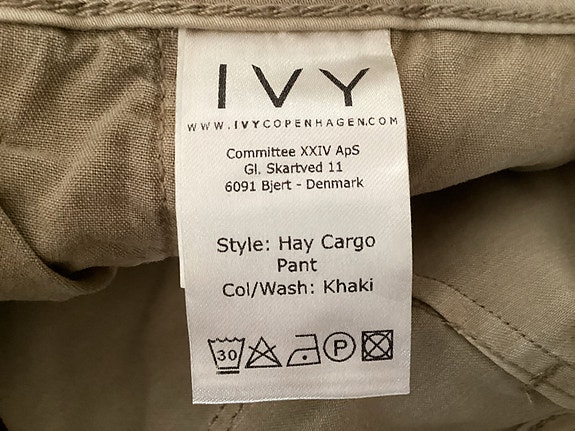 IVY
WWW.IVYCOPENHAGEN.COM
Committee XXIV ApS
Gl. Skartved 11
6091 Bjert - Denmark
Style: Hay Cargo
Pant
Col/Wash: Khaki
30 P